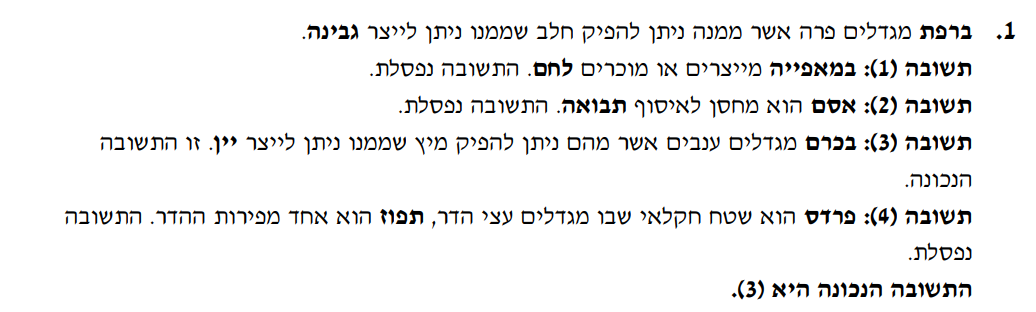 1. ברפת מגדלים פרה אשר ממנה ניתן להפיק חלב שממנו ניתן לייצר גבינה.
תשובה (1): במאפייה מייצרים או מוכרים לחם. התשובה נפסלת.
תשובה (2): אסם הוא מחסן לאיסוף תבואה. התשובה נפסלת.
תשובה (3): בכרם מגדלים ענבים אשר מהם ניתן להפיק מיץ שממנו ניתן לייצר יין. זו התשובה
הנכונה.
תשובה (4): פרדס הוא שטח חקלאי שבו מגדלים עצי הדר, תפוז הוא אחד מפירות ההדר. התשובה
נפסלת.
התשובה הנכונה היא (3).